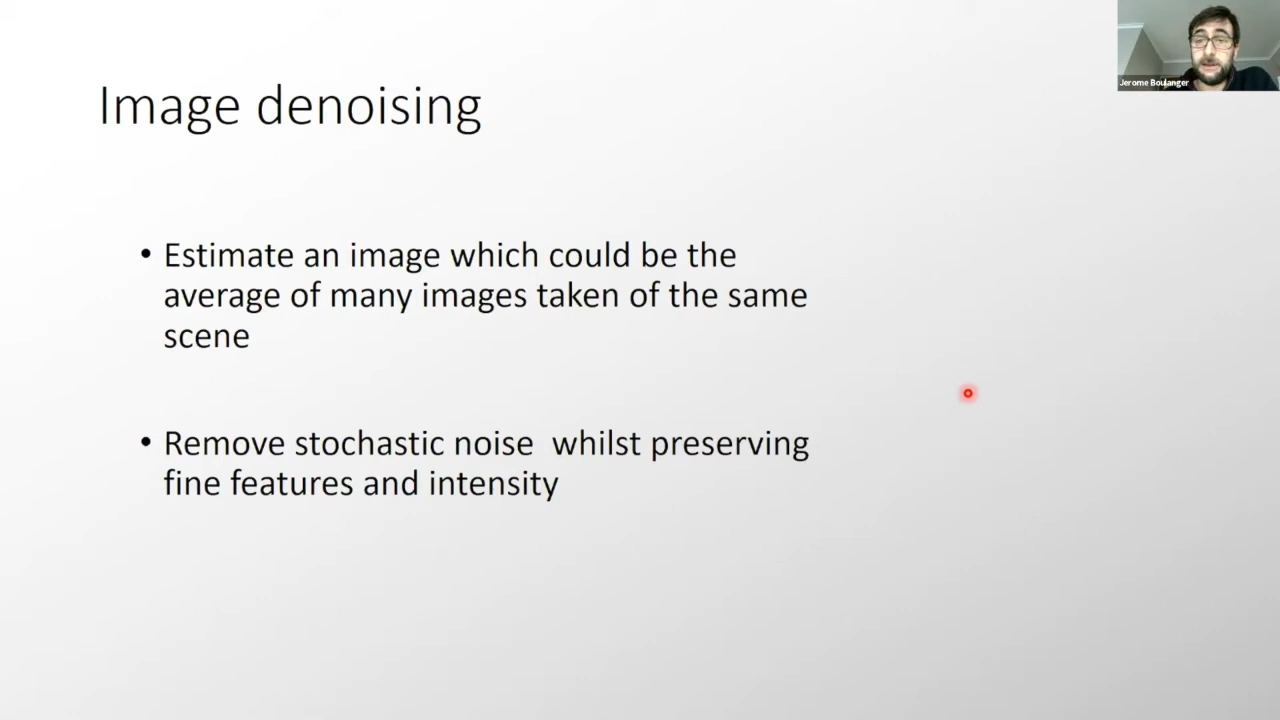 Jerome Boulanger
Image denoising
• Estimate an image which could be the
average of many images taken of the same
scene
• Remove stochastic noise  whilst preserving
fine features and intensity